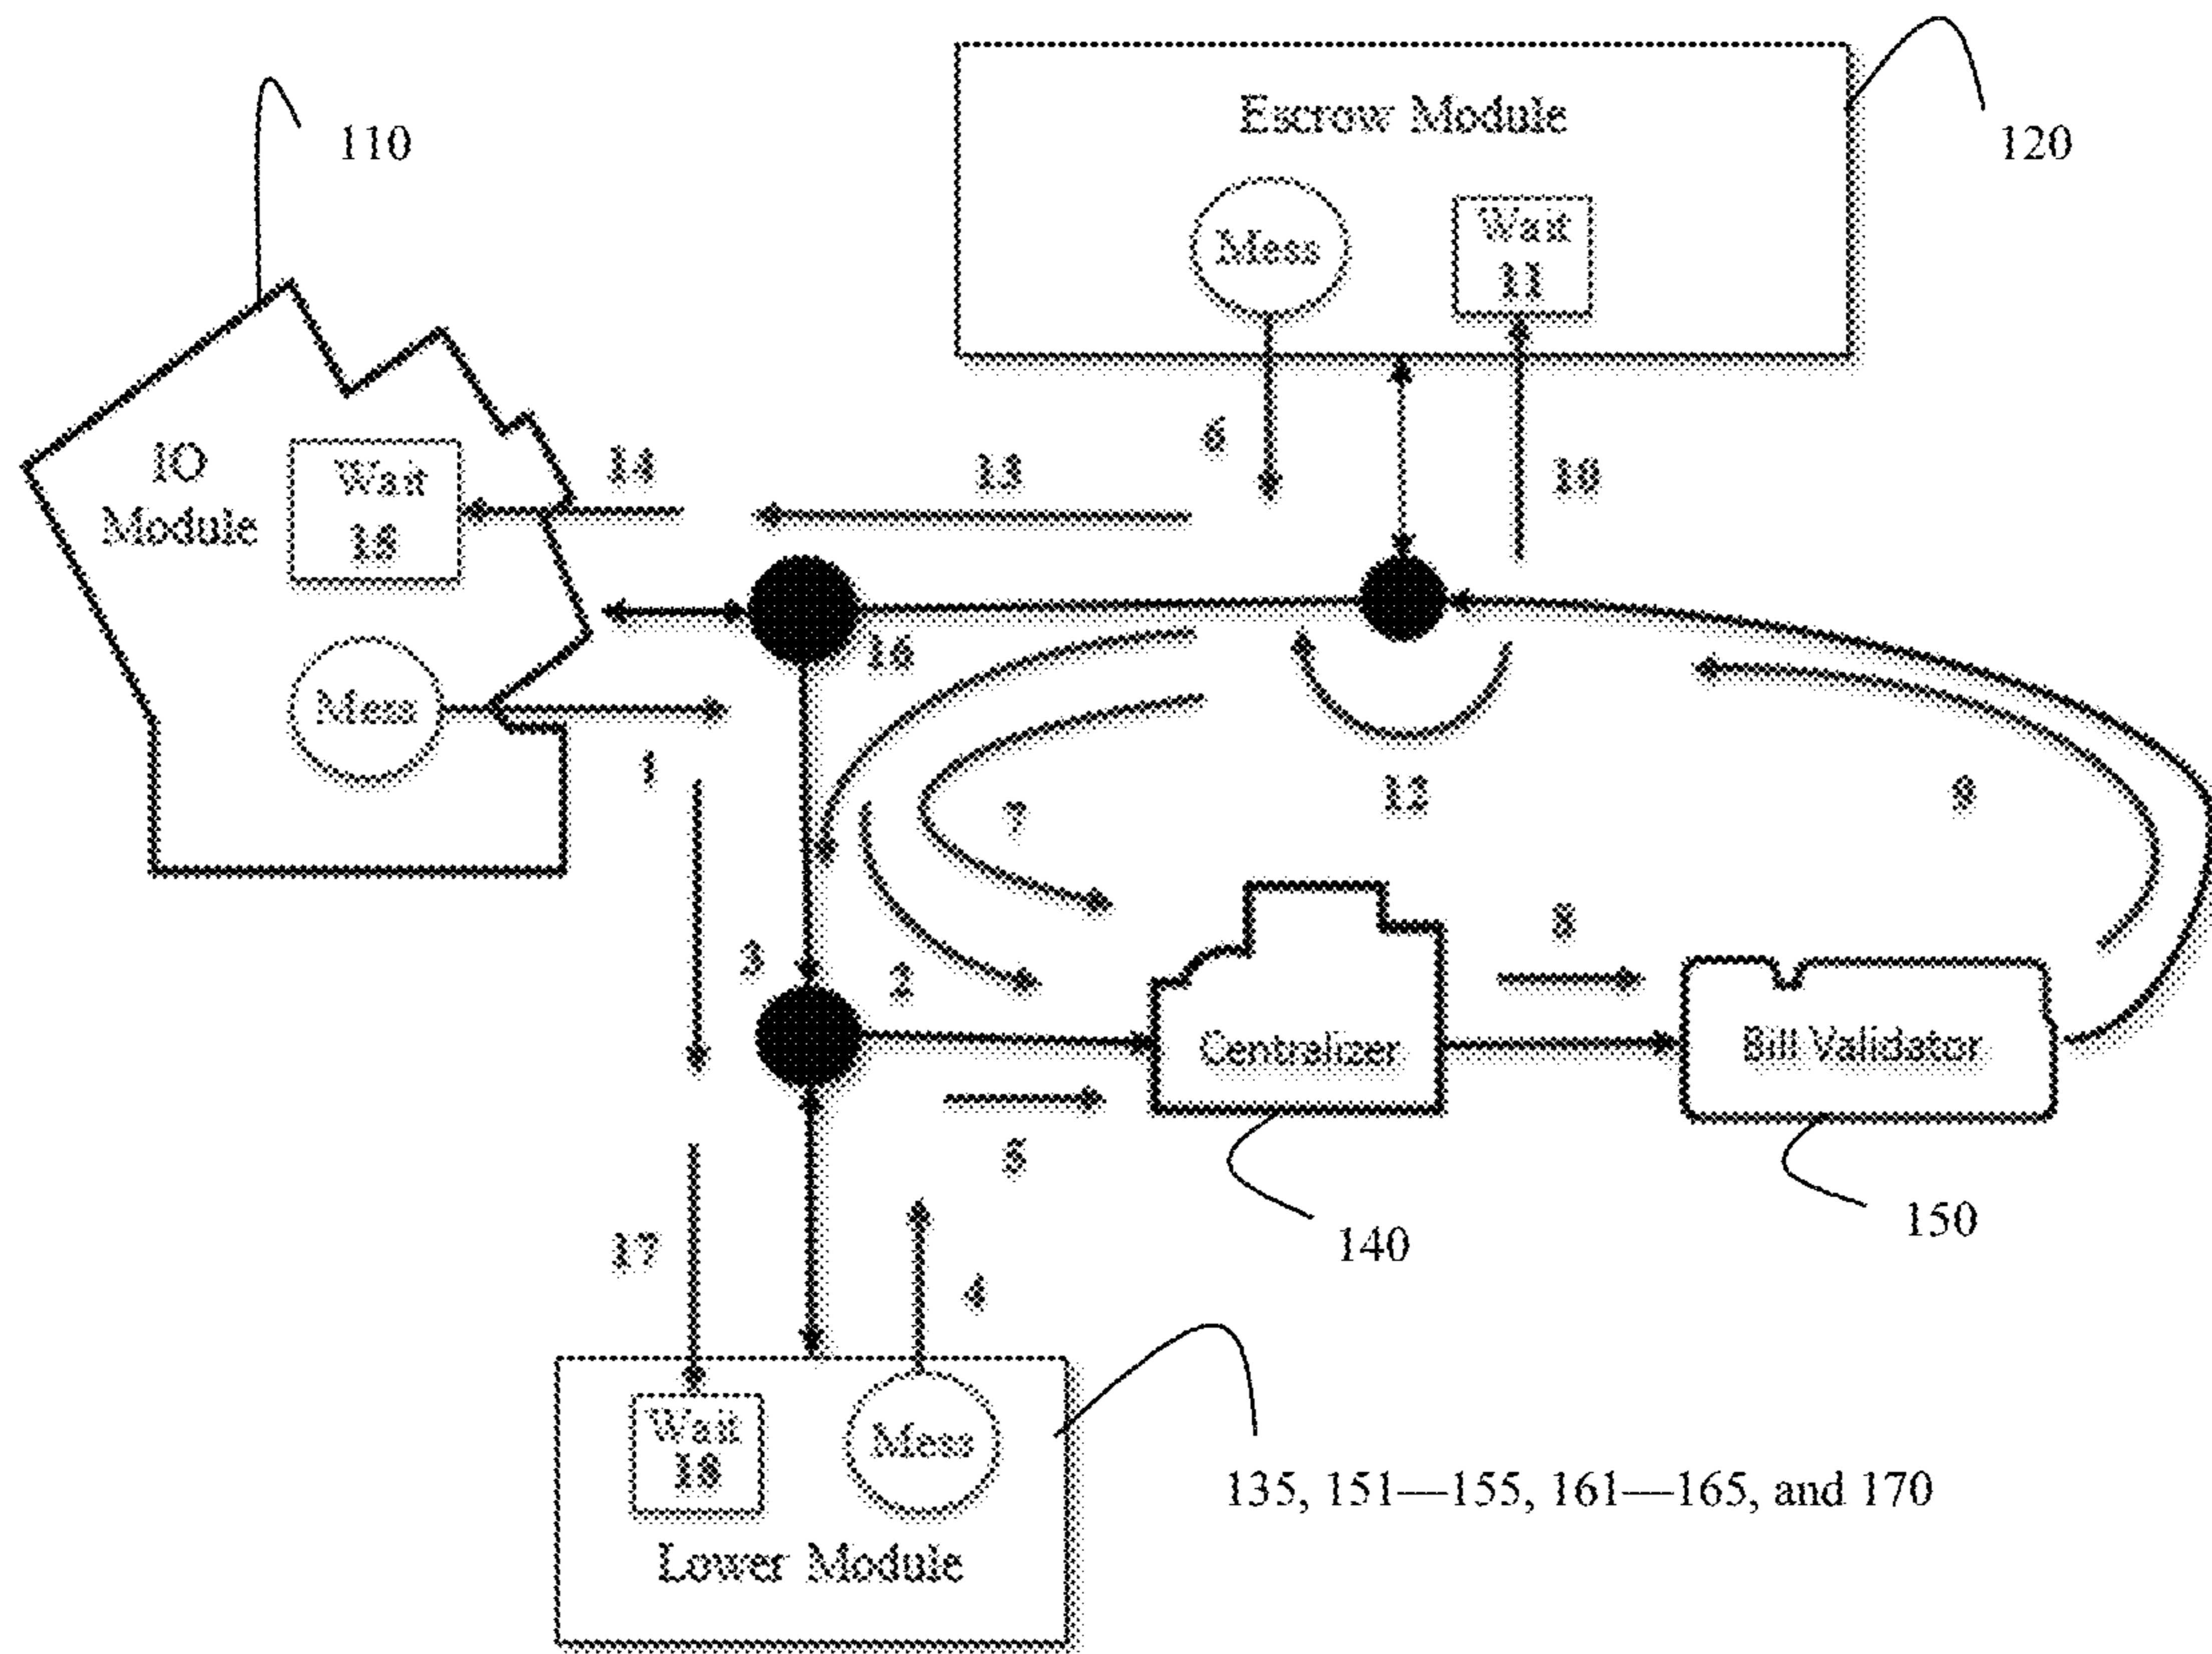 Escrow Module
120
110
Mess
Wait
11
6
IO
Module
Wait
15
14
13
10
16
Mess
1
12
9
7
3
2
8
Centralizer
Bill Validator
5
140
150
17
4
Wait
18
Mess
135, 151—155, 161—165, and 170
Lower Module